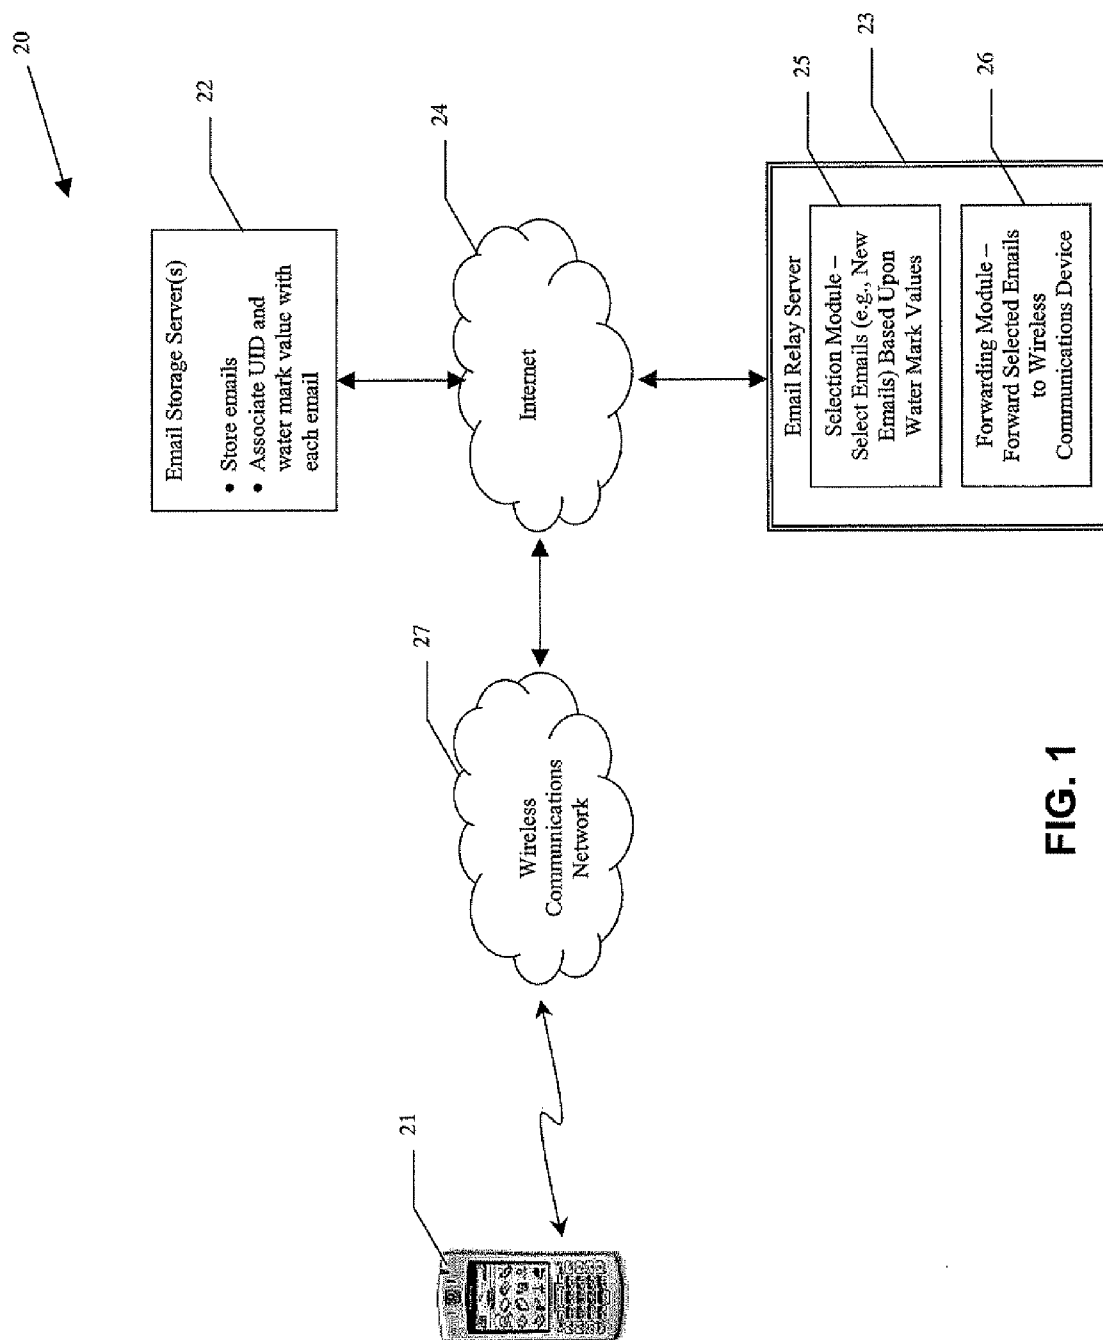 20
Email Storage Server(s)
• Store emails
• Associate UID and
water mark value with
each email
22
21
27
Wireless
Communications
Network
24
Internet
Email Relay Server
Selection Module –
Select Emails (e.g., New
Emails) Based Upon
Water Mark Values
25
23
Forwarding Module –
Forward Selected Emails
to Wireless
Communications Device
26
FIG. 1